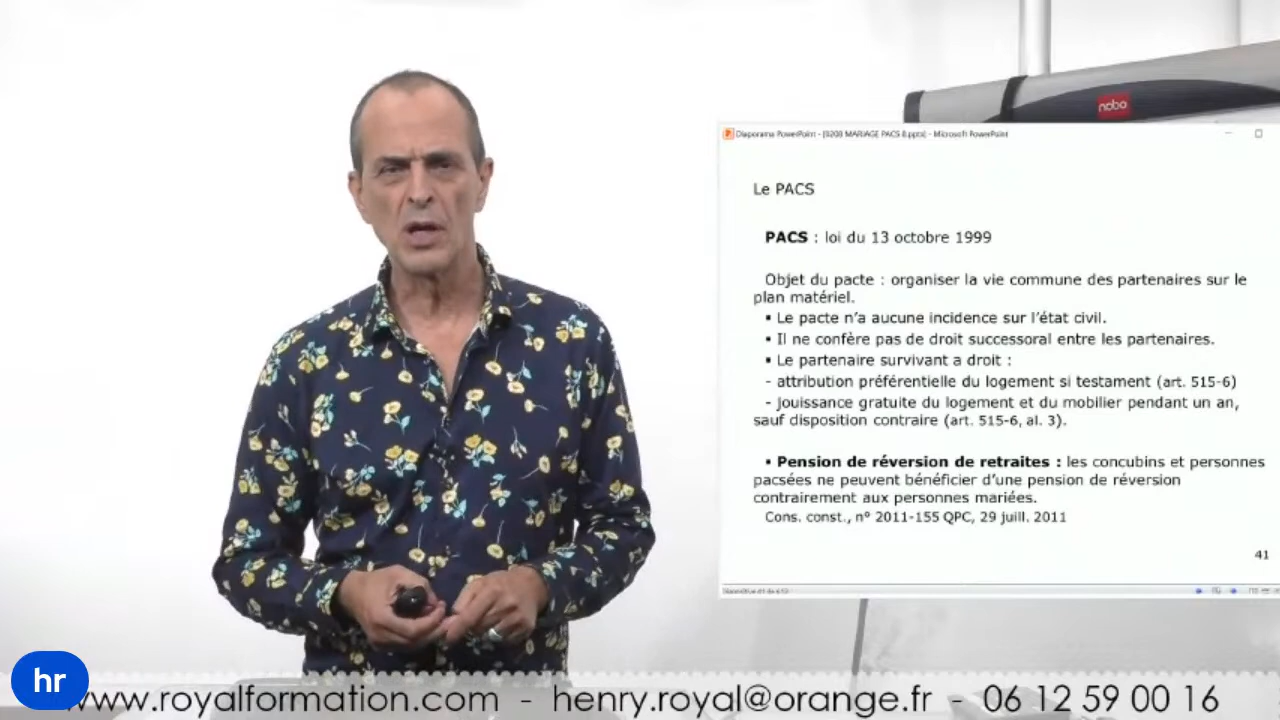 nobo
Diaporama PowerPoint - [0208 MARIAGE PACS 8.pptx] - Microsoft PowerPoint
Le PACS
PACS : loi du 13 octobre 1999
Objet du pacte : organiser la vie commune des partenaires sur le
plan matériel.
▪ Le pacte n’a aucune incidence sur l’état civil.
▪ Il ne confère pas de droit successoral entre les partenaires.
▪ Le partenaire survivant a droit :
- attribution préférentielle du logement si testament (art. 515-6)
- jouissance gratuite du logement et du mobilier pendant un an,
sauf disposition contraire (art. 515-6, al. 3).
▪ Pension de réversion de retraites : les concubins et personnes
pacsées ne peuvent bénéficier d’une pension de réversion
contrairement aux personnes mariées.
Cons. const., n° 2011-155 QPC, 29 juill. 2011
41
hr
www.royalformation.com - henry.royal@orange.fr - 06 12 59 00 16